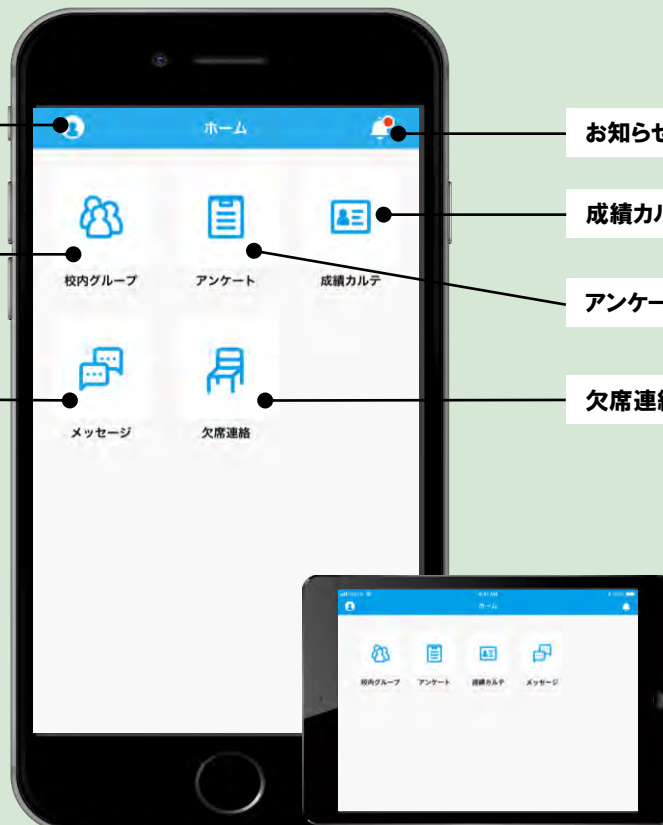 ホーム
お知らせ
成績カル
校内グループ アンケート 成績カルテ
アンケー
メッセージ 欠席連絡
欠席連絡
9:41 AM
ホーム
校内グループ アンケート 成績カルテ メッセージ